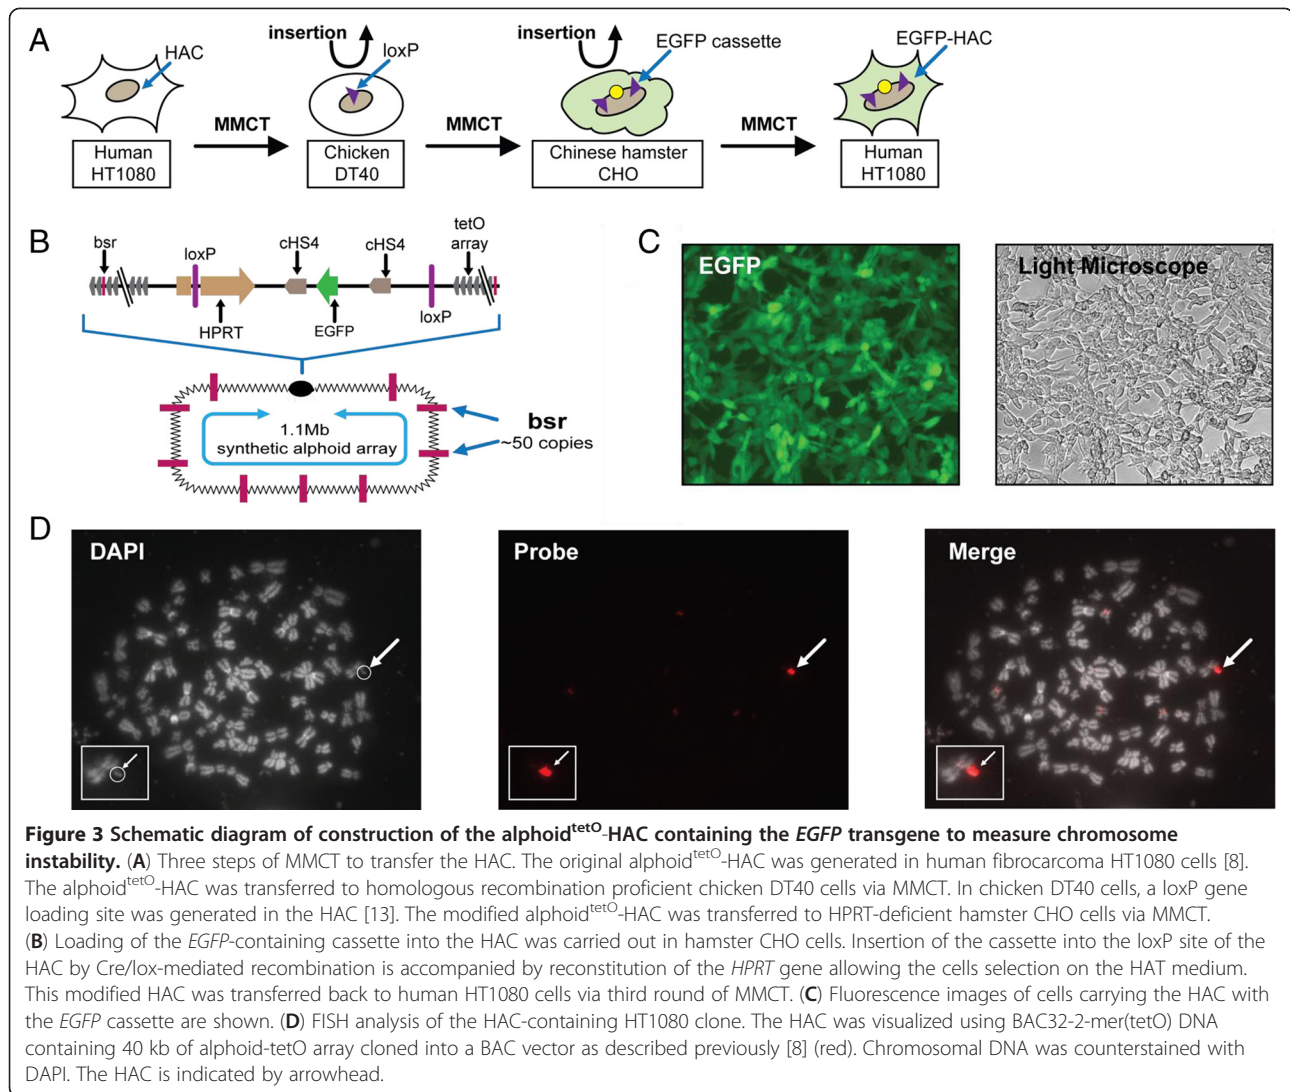 A
HAC
insertion
loxP
insertion
EGFP cassette
EGFP-HAC
MMCT
MMCT
MMCT
Human
HT1080
Chicken
DT40
Chinese hamster
CHO
Human
HT1080
B
bsr
loxP
cHS4
cHS4
tetO
array
HPRT
EGFP
loxP
1.1Mb
synthetic alphoid array
bsr
~50 copies
C
EGFP
Light Microscope
D
DAPI
Probe
Merge
Figure 3 Schematic diagram of construction of the alphoid^tetO-HAC containing the EGFP transgene to measure chromosome
instability. (A) Three steps of MMCT to transfer the HAC. The original alphoid^tetO-HAC was generated in human fibrocarcoma HT1080 cells [8].
The alphoid^tetO-HAC was transferred to homologous recombination proficient chicken DT40 cells via MMCT. In chicken DT40 cells, a loxP gene
loading site was generated in the HAC [13]. The modified alphoid^tetO-HAC was transferred to HPRT-deficient hamster CHO cells via MMCT.
(B) Loading of the EGFP-containing cassette into the HAC was carried out in hamster CHO cells. Insertion of the cassette into the loxP site of the
HAC by Cre/lox-mediated recombination is accompanied by reconstitution of the HPRT gene allowing the cells selection on the HAT medium.
This modified HAC was transferred back to human HT1080 cells via third round of MMCT. (C) Fluorescence images of cells carrying the HAC with
the EGFP cassette are shown. (D) FISH analysis of the HAC-containing HT1080 clone. The HAC was visualized using BAC32-2-mer(tetO) DNA
containing 40 kb of alphoid-tetO array cloned into a BAC vector as described previously [8] (red). Chromosomal DNA was counterstained with
DAPI. The HAC is indicated by arrowhead.